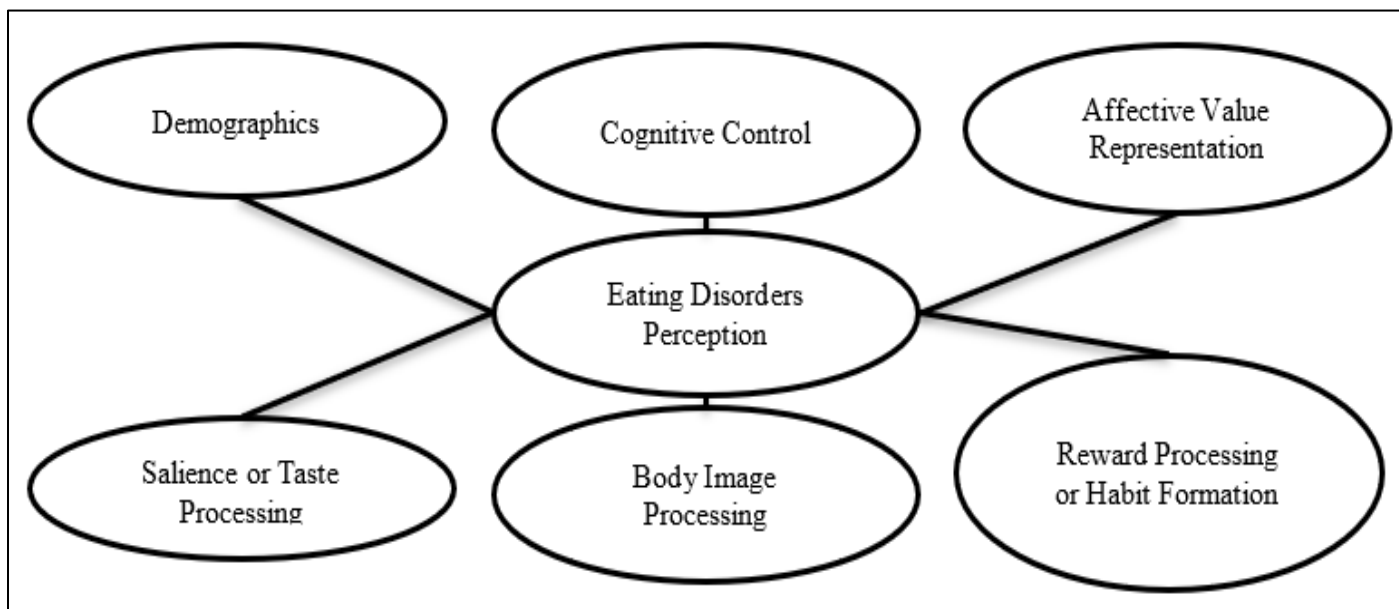 Demographics
Cognitive Control
Affective Value
Representation
Eating Disorders
Perception
Salience or Taste
Processing
Body Image
Processing
Reward Processing
or Habit Formation